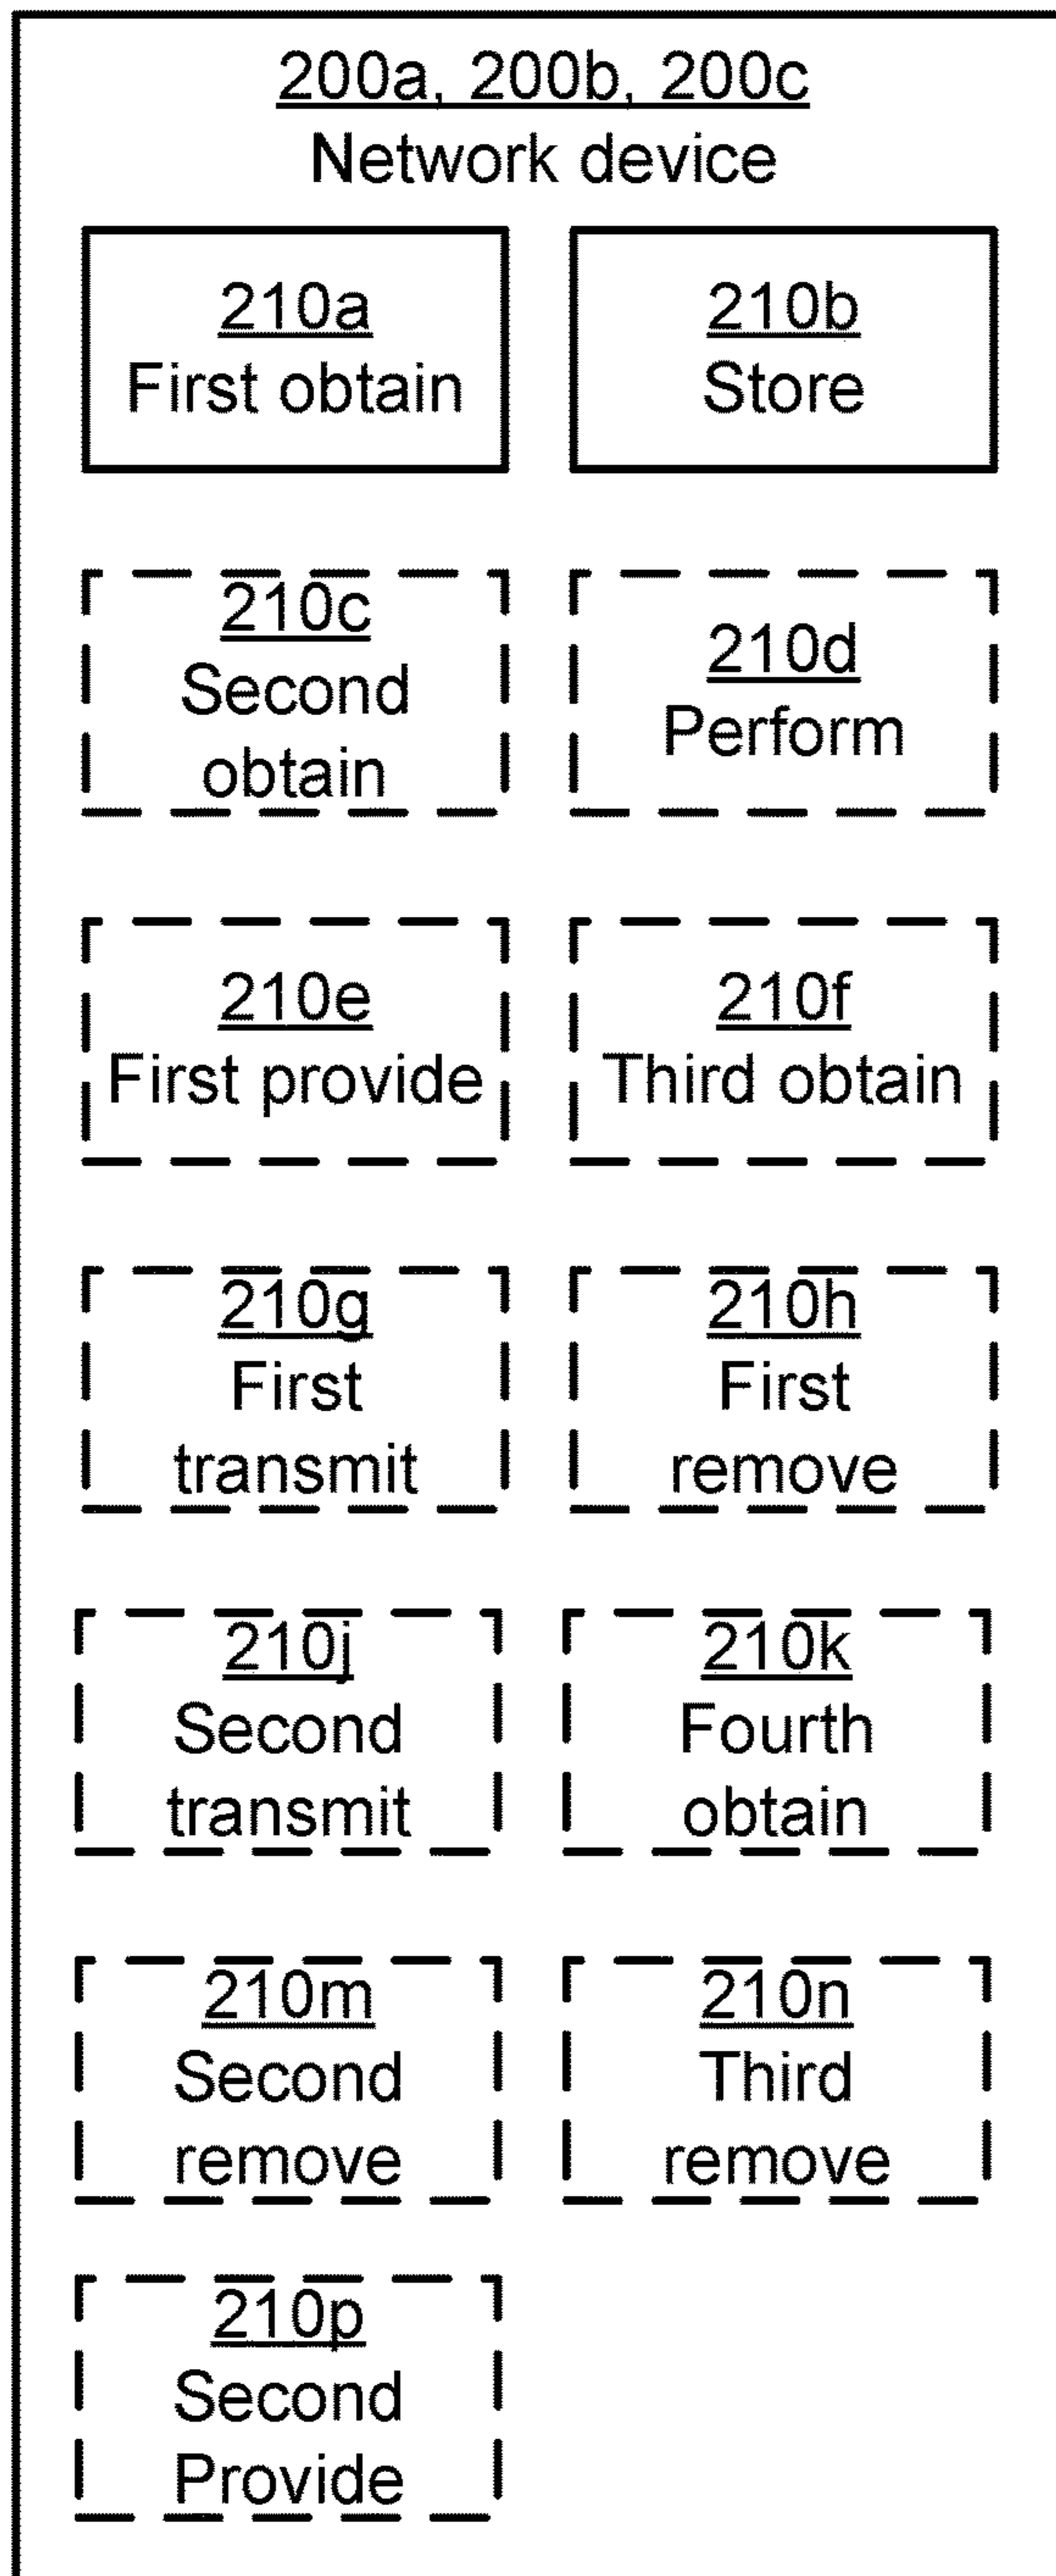 200a, 200b, 200c
Network device
210a
First obtain
210b
Store
210c
Second
obtain
210d
Perform
210e
First provide
210f
Third obtain
210g
First
transmit
210h
First
remove
210j
Second
transmit
210k
Fourth
obtain
210m
Second
remove
210n
Third
remove
210p
Second
Provide